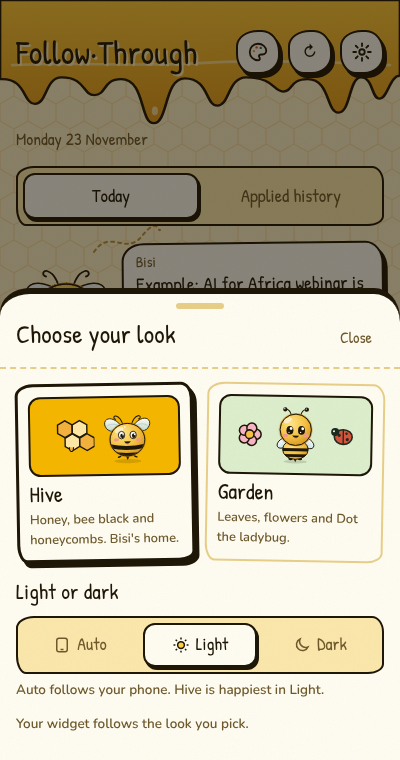 Follow·Through
Monday 23 November
Today
Applied history
Bisi
Example: AI for Africa webinar is
Choose your look
Close
Hive
Honey, bee black and
honeycombs. Bisi's home.
Garden
Leaves, flowers and Dot
the ladybug.
Light or dark
Auto
Light
Dark
Auto follows your phone. Hive is happiest in Light.
Your widget follows the look you pick.